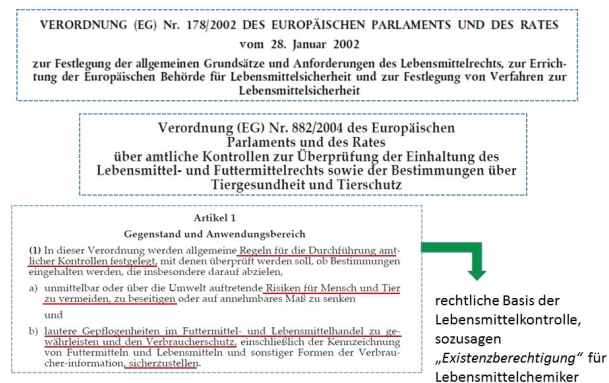 VERORDNUNG (EG) Nr. 178/2002 DES EUROPÄISCHEN PARLAMENTS UND DES RATES
vom 28. Januar 2002
zur Festlegung der allgemeinen Grundsätze und Anforderungen des Lebensmittelrechts, zur Errich-
tung der Europäischen Behörde für Lebensmittelsicherheit und zur Festlegung von Verfahren zur
Lebensmittelsicherheit
Verordnung (EG) Nr. 882/2004 des Europäischen
Parlaments und des Rates
über amtliche Kontrollen zur Überprüfung der Einhaltung des
Lebensmittel- und Futtermittelrechts sowie der Bestimmungen über
Tiergesundheit und Tierschutz
Artikel 1
Gegenstand und Anwendungsbereich
(1) In dieser Verordnung werden allgemeine Regeln für die Durchführung amt-
licher Kontrollen festgelegt, mit denen überprüft werden soll, ob Bestimmungen
eingehalten werden, die insbesondere darauf abzielen,
a) unmittelbar oder über die Umwelt auftretende Risiken für Mensch und Tier
zu vermeiden, zu beseitigen oder auf annehmbares Maß zu senken
und
b) lautere Gepflogenheiten im Futtermittel- und Lebensmittelhandel zu ge-
währleisten und den Verbraucherschutz, einschließlich der Kennzeichnung
von Futtermitteln und Lebensmitteln und sonstiger Formen der Verbrau-
cher-information, sicherzustellen.
rechtliche Basis der
Lebensmittelkontrolle,
sozusagen
„Existenzberechtigung“ für
Lebensmittelchemiker